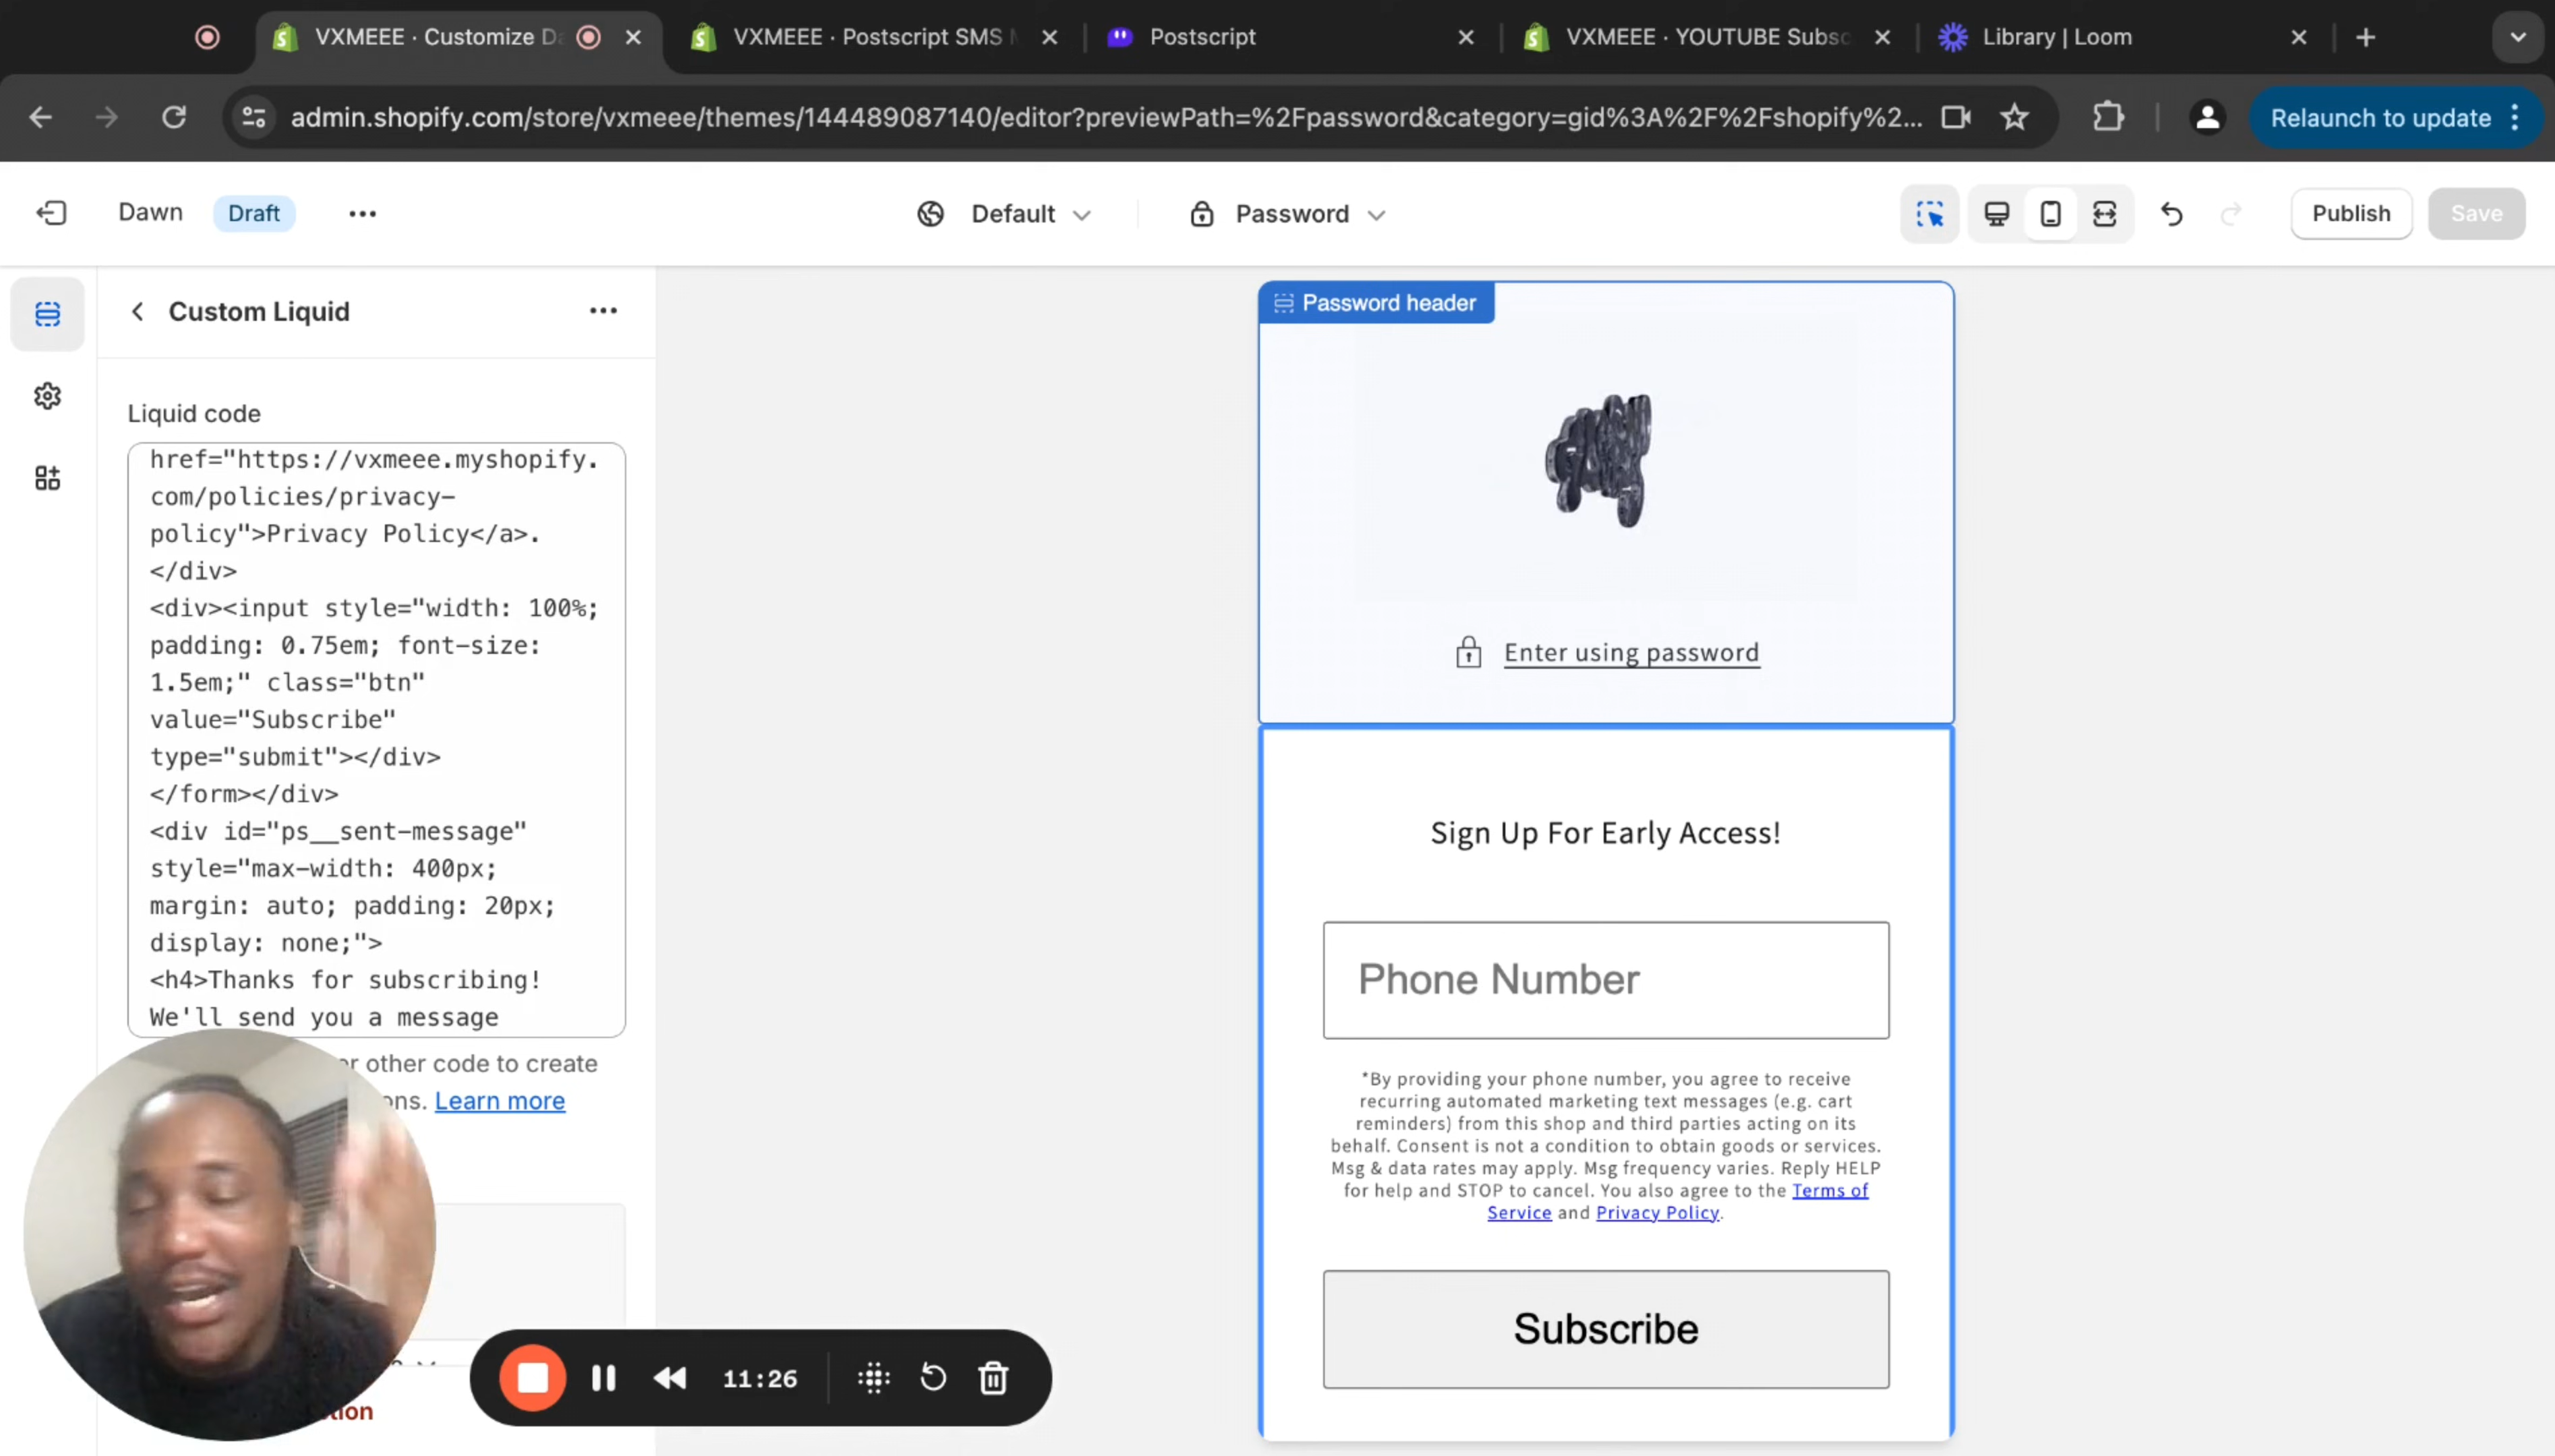 VXMEEE · Customize Da
VXMEEE · Postscript SMS M
Postscript
VXMEEE · YOUTUBE Subsc
Library | Loom
admin.shopify.com/store/vxmeee/themes/144489087140/editor?previewPath=%2Fpassword&category=gid%3A%2F%2Fshopify%2...
Relaunch to update
Dawn
Draft
Default
Password
Publish
Save
Custom Liquid
Liquid code
href="https://vxmeee.myshopify.
com/policies/privacy-
policy">Privacy Policy</a>.
</div>
<div><input style="width: 100%;
padding: 0.75em; font-size:
1.5em;" class="btn"
value="Subscribe"
type="submit"></div>
</form></div>
<div id="ps__sent-message"
style="max-width: 400px;
margin: auto; padding: 20px;
display: none;">
<h4>Thanks for subscribing!
We'll send you a message
other code to create
Learn more
11:26
Password header
Enter using password
Sign Up For Early Access!
Phone Number
*By providing your phone number, you agree to receive
recurring automated marketing text messages (e.g. cart
reminders) from this shop and third parties acting on its
behalf. Consent is not a condition to obtain goods or services.
Msg & data rates may apply. Msg frequency varies. Reply HELP
for help and STOP to cancel. You also agree to the Terms of
Service and Privacy Policy.
Subscribe